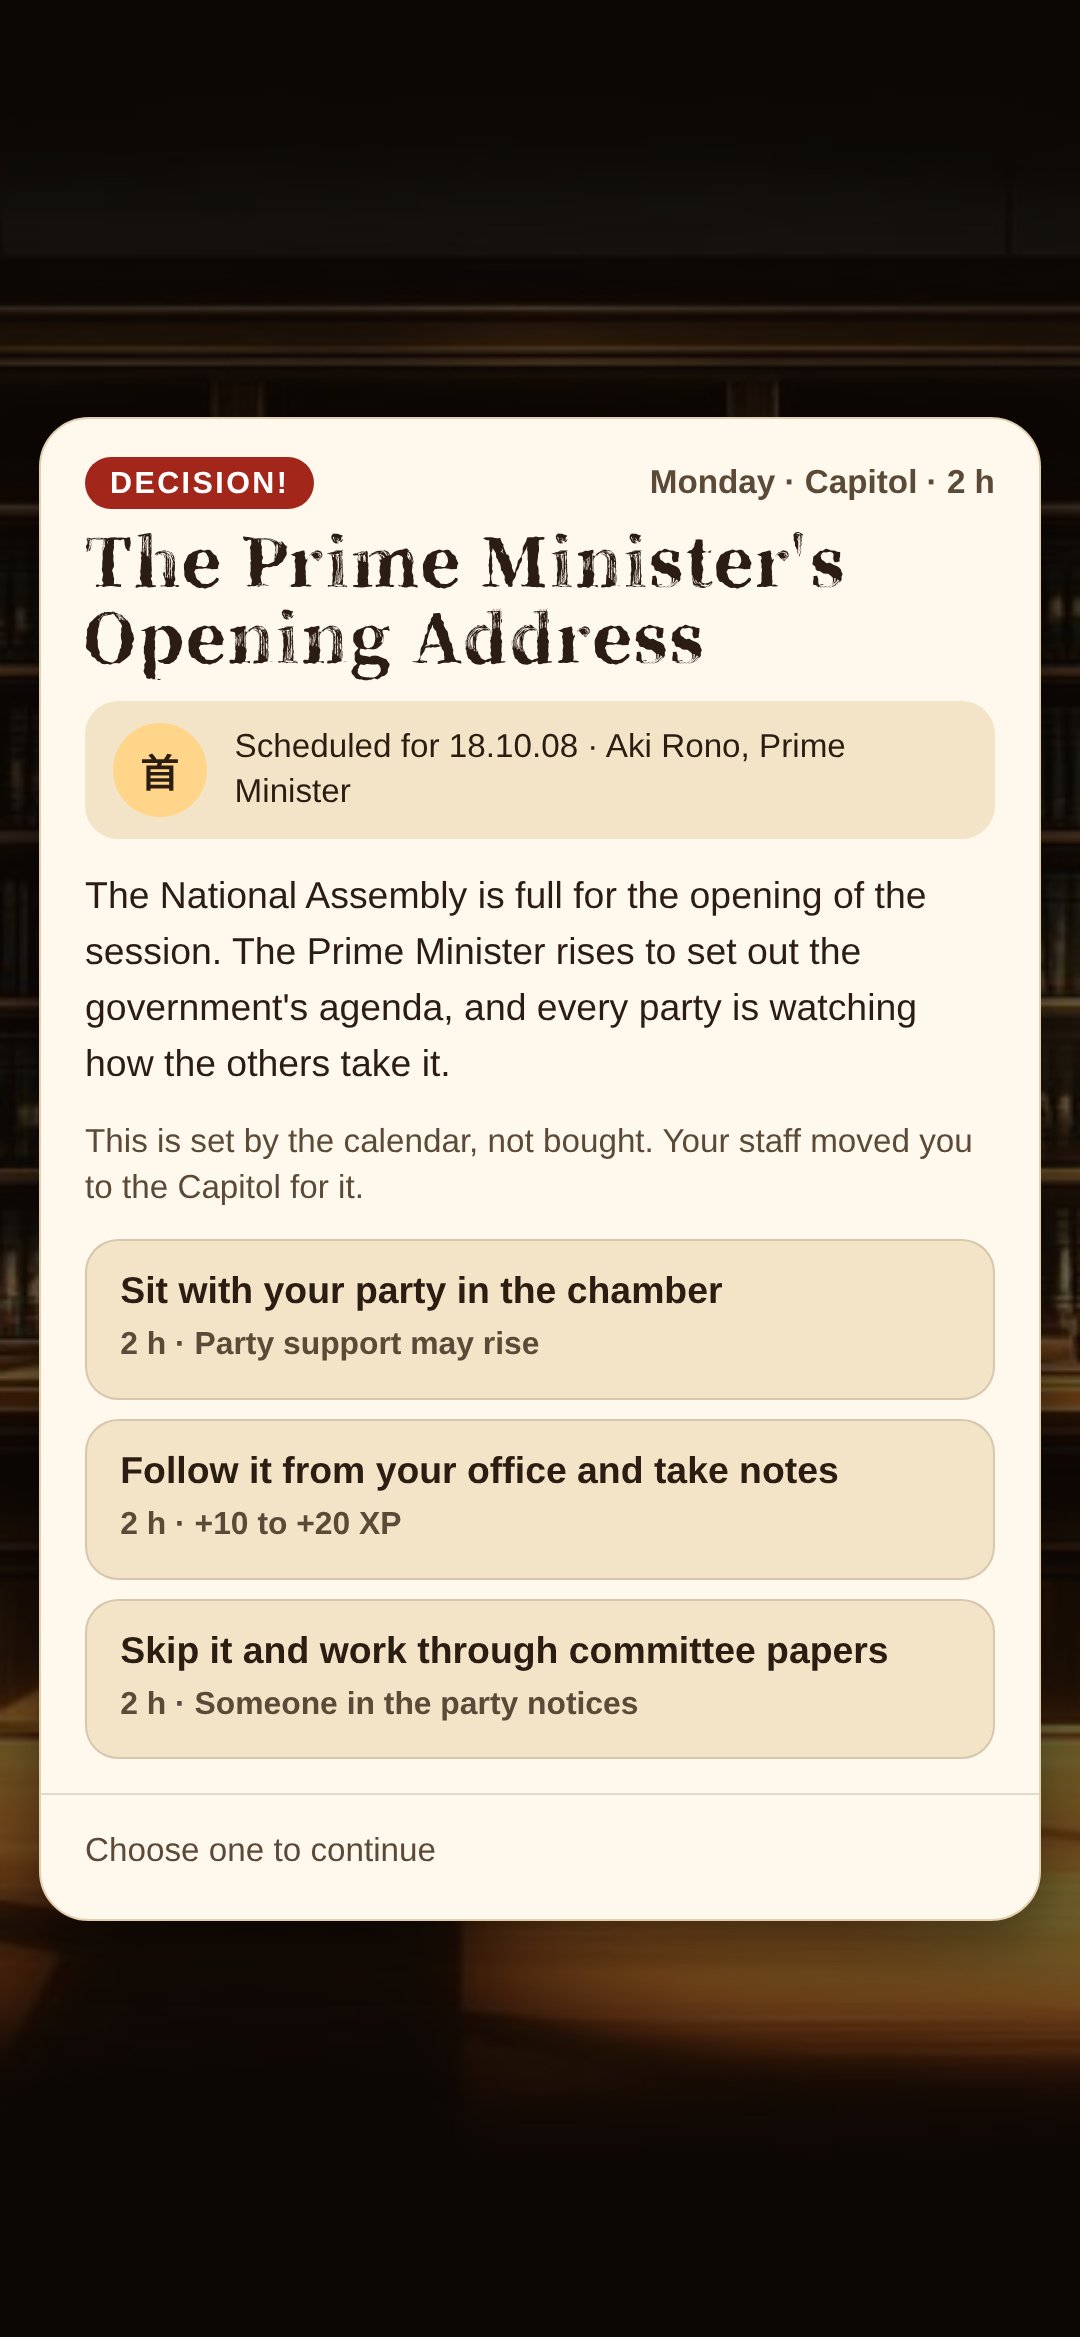 DECISION!
Monday · Capitol · 2 h
The Prime Minister's
Opening Address
首
Scheduled for 18.10.08 · Aki Rono, Prime
Minister
The National Assembly is full for the opening of the
session. The Prime Minister rises to set out the
government's agenda, and every party is watching
how the others take it.
This is set by the calendar, not bought. Your staff moved you
to the Capitol for it.
Sit with your party in the chamber
2 h · Party support may rise
Follow it from your office and take notes
2 h · +10 to +20 XP
Skip it and work through committee papers
2 h · Someone in the party notices
Choose one to continue